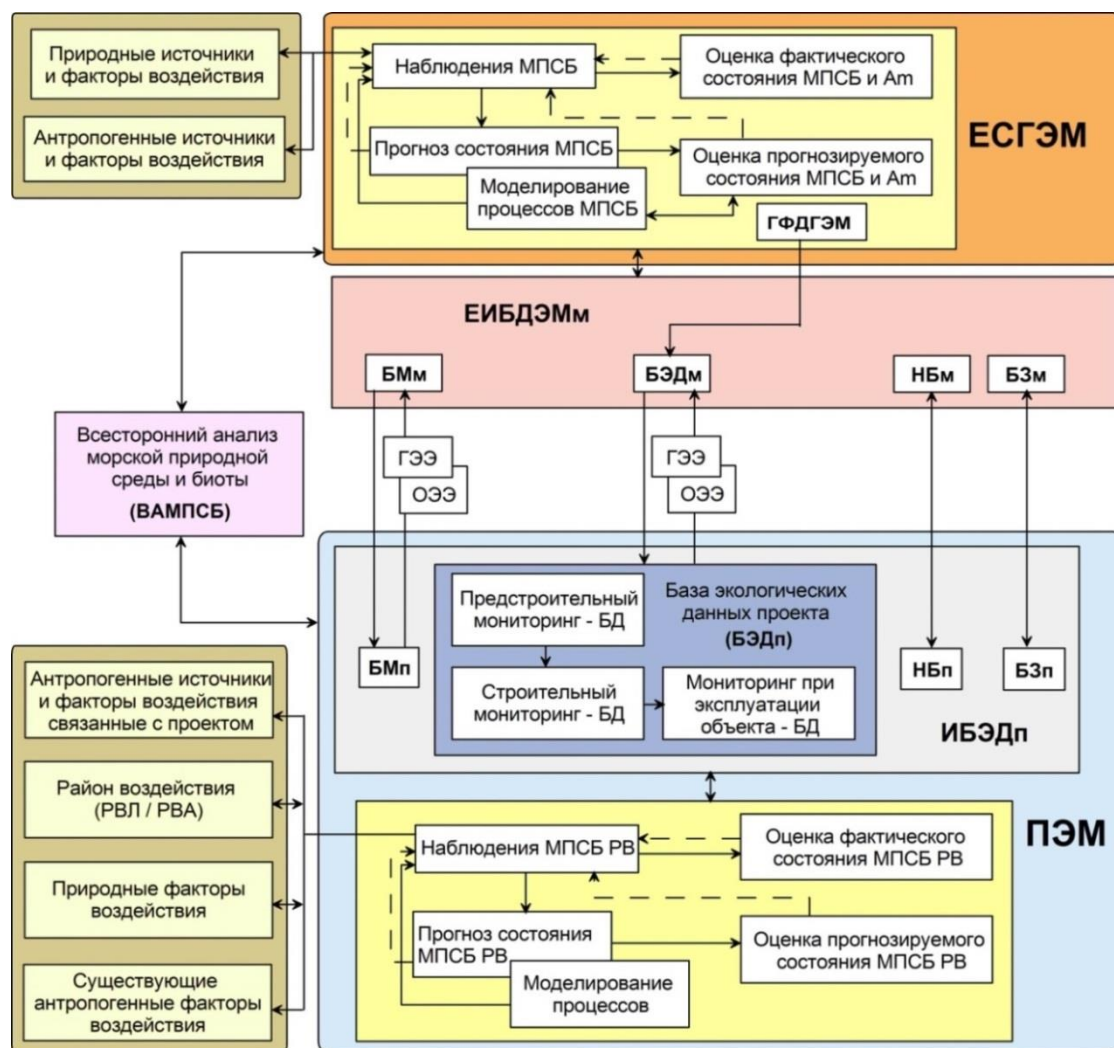 Природные источники
и факторы воздействия
Антропогенные источники
и факторы воздействия
Наблюдения МПСБ
Оценка фактического
состояния МПСБ и Am
Прогноз состояния МПСБ
Моделирование
процессов МПСБ
Оценка прогнозируемого
состояния МПСБ и Am
ГФДГЭМ
ЕСГЭМ
ЕИБДЭМм
БМм
БЭДм
НБм
БЗм
ГЭЭ
ОЭЭ
ГЭЭ
ОЭЭ
Всесторонний анализ
морской природной
среды и биоты
(ВАМПСБ)
Предстроительный
мониторинг - БД
База экологических
данных проекта
(БЭДп)
Строительный
мониторинг - БД
Мониторинг при
эксплуатации
объекта - БД
БМп
НБп
БЗп
ИБЭДп
Антропогенные источники
и факторы воздействия
связанные с проектом
Район воздействия
(РВЛ / РВА)
Природные факторы
воздействия
Существующие
антропогенные факторы
воздействия
Наблюдения МПСБ РВ
Оценка фактического
состояния МПСБ РВ
Прогноз состояния
МПСБ РВ
Моделирование
процессов
Оценка прогнозируемого
состояния МПСБ РВ
ПЭМ